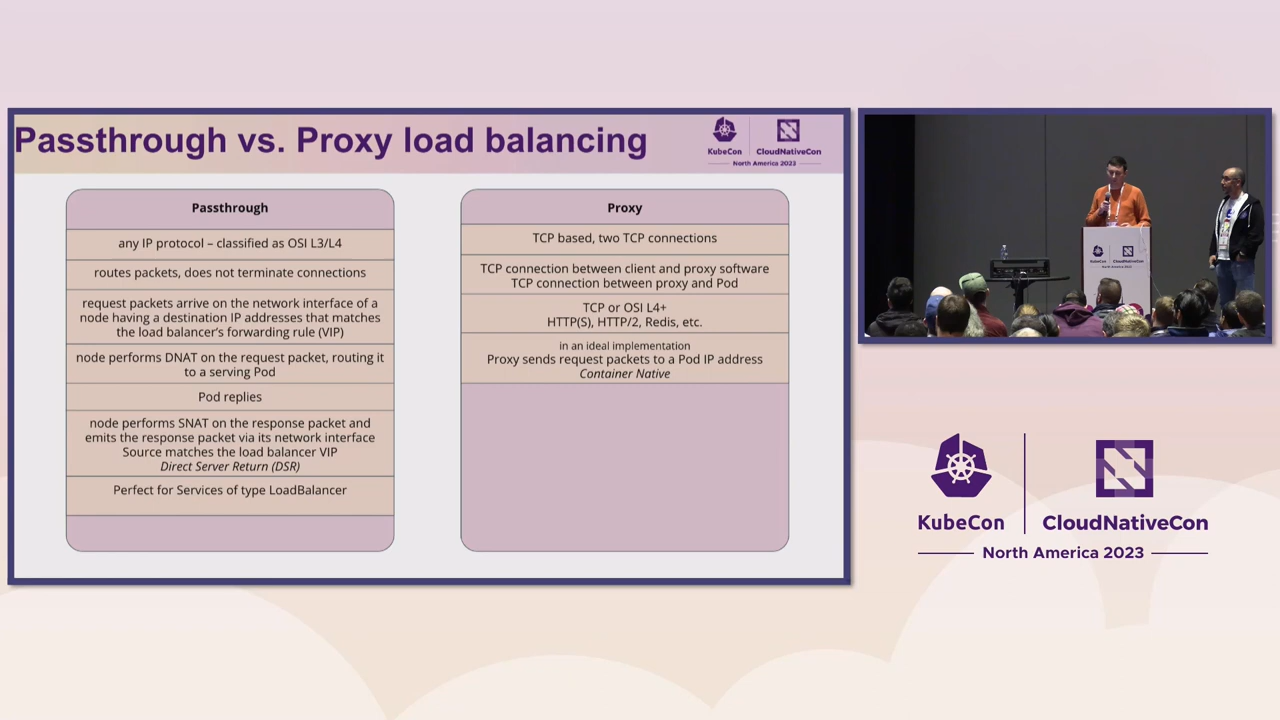 Passthrough vs. Proxy load balancing
KubeCon
CloudNativeCon
North America 2023
Passthrough
any IP protocol – classified as OSI L3/L4
routes packets, does not terminate connections
request packets arrive on the network interface of a
node having a destination IP addresses that matches
the load balancer's forwarding rule (VIP)
node performs DNAT on the request packet, routing it
to a serving Pod
Pod replies
node performs SNAT on the response packet and
emits the response packet via its network interface
Source matches the load balancer VIP
Direct Server Return (DSR)
Perfect for Services of type LoadBalancer
Proxy
TCP based, two TCP connections
TCP connection between client and proxy software
TCP connection between proxy and Pod
TCP or OSI L4+
HTTP(S), HTTP/2, Redis, etc.
in an ideal implementation
Proxy sends request packets to a Pod IP address
Container Native
KubeCon
CloudNativeCon
North America 2023